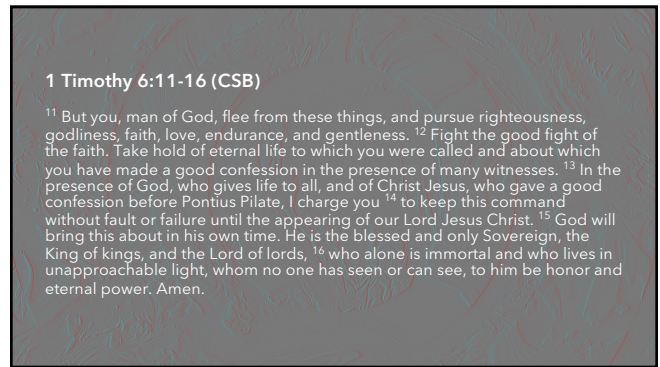 1 Timothy 6:11-16 (CSB)
11 But you, man of God, flee from these things, and pursue righteousness,
godliness, faith, love, endurance, and gentleness. 12 Fight the good fight of
the faith. Take hold of eternal life to which you were called and about which
you have made a good confession in the presence of many witnesses. 13 In the
presence of God, who gives life to all, and of Christ Jesus, who gave a good
confession before Pontius Pilate, I charge you 14 to keep this command
without fault or failure until the appearing of our Lord Jesus Christ. 15 God will
bring this about in his own time. He is the blessed and only Sovereign, the
King of kings, and the Lord of lords, 16 who alone is immortal and who lives in
unapproachable light, whom no one has seen or can see, to him be honor and
eternal power. Amen.